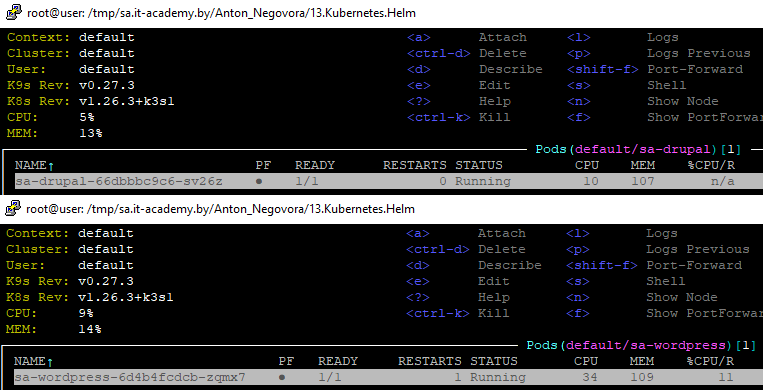 root@user: /tmp/sa.it-academy.by/Anton_Negovora/13.Kubernetes.Helm
Context: default <a> Attach <l> Logs
Cluster: default <ctrl-d> Delete <p> Logs Previous
User: default <d> Describe <shift-f> Port-Forward
K9s Rev: v0.27.3 <e> Edit <s> Shell
K8s Rev: v1.26.3+k3s1 <?> Help <n> Show Node
CPU: 5% <ctrl-k> Kill <f> Show PortForward
MEM: 13%
Pods(default/sa-drupal)[1]
NAME↑ PF READY RESTARTS STATUS CPU MEM %CPU/R
sa-drupal-66dbbbc9c6-sv26z ● 1/1 0 Running 10 107 n/a
root@user: /tmp/sa.it-academy.by/Anton_Negovora/13.Kubernetes.Helm
Context: default <a> Attach <l> Logs
Cluster: default <ctrl-d> Delete <p> Logs Previous
User: default <d> Describe <shift-f> Port-Forward
K9s Rev: v0.27.3 <e> Edit <s> Shell
K8s Rev: v1.26.3+k3s1 <?> Help <n> Show Node
CPU: 9% <ctrl-k> Kill <f> Show PortForwar
MEM: 14%
Pods(default/sa-wordpress)[1]
NAME↑ PF READY RESTARTS STATUS CPU MEM %CPU/R
sa-wordpress-6d4b4fcdcb-zqmx7 ● 1/1 1 Running 34 109 11